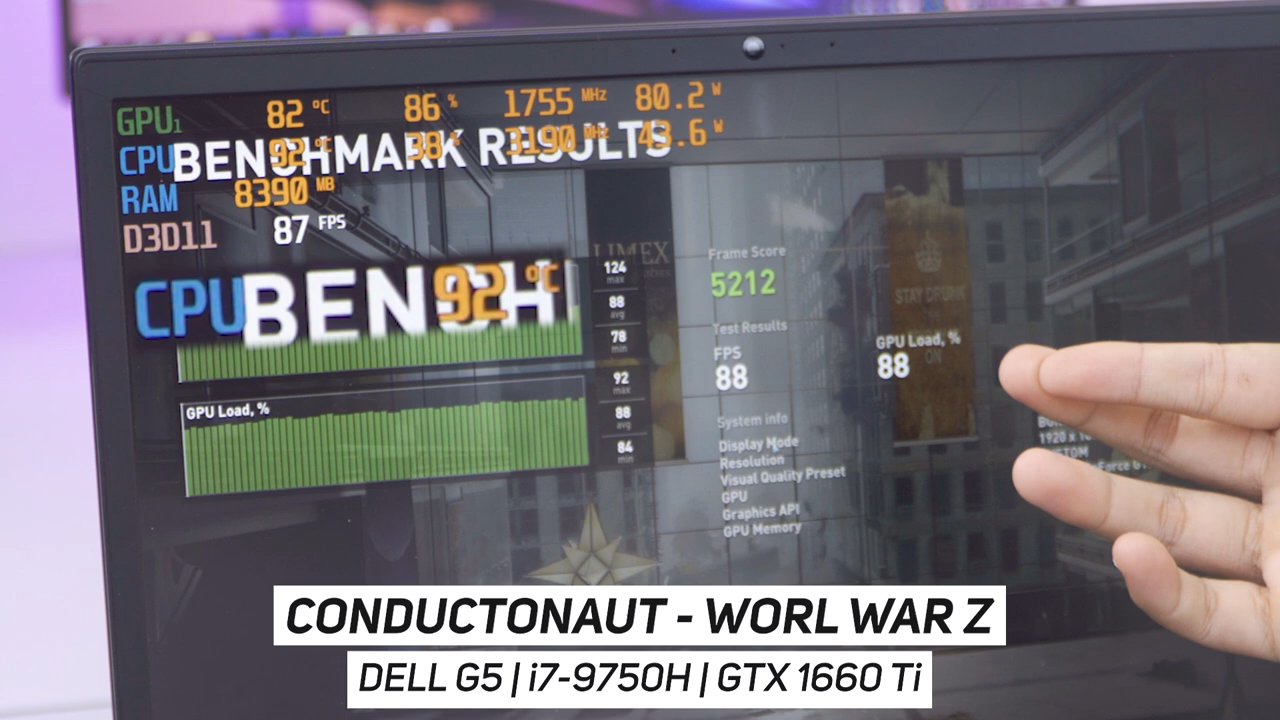 GPU1 82 °C 86 % 1755 MHz 80.2 W
CPU 92 °C 38 % 3190 MHz 43.6 W
BENCHMARK RESULTS
RAM 8390 MB
D3D11 87 FPS
CPU BENCH 92 °C
124
max
88
avg
78
min
GPU Load, %
92
max
88
avg
84
min
Frame Score
5212
Test Results
FPS
88
GPU Load, %
88
STAY DRUNK
ON
System info
Display Mode
Resolution
Visual Quality Preset
GPU
Graphics API
GPU Memory
1920 x
CONDUCTONAUT - WORL WAR Z
DELL G5 | i7-9750H | GTX 1660 Ti